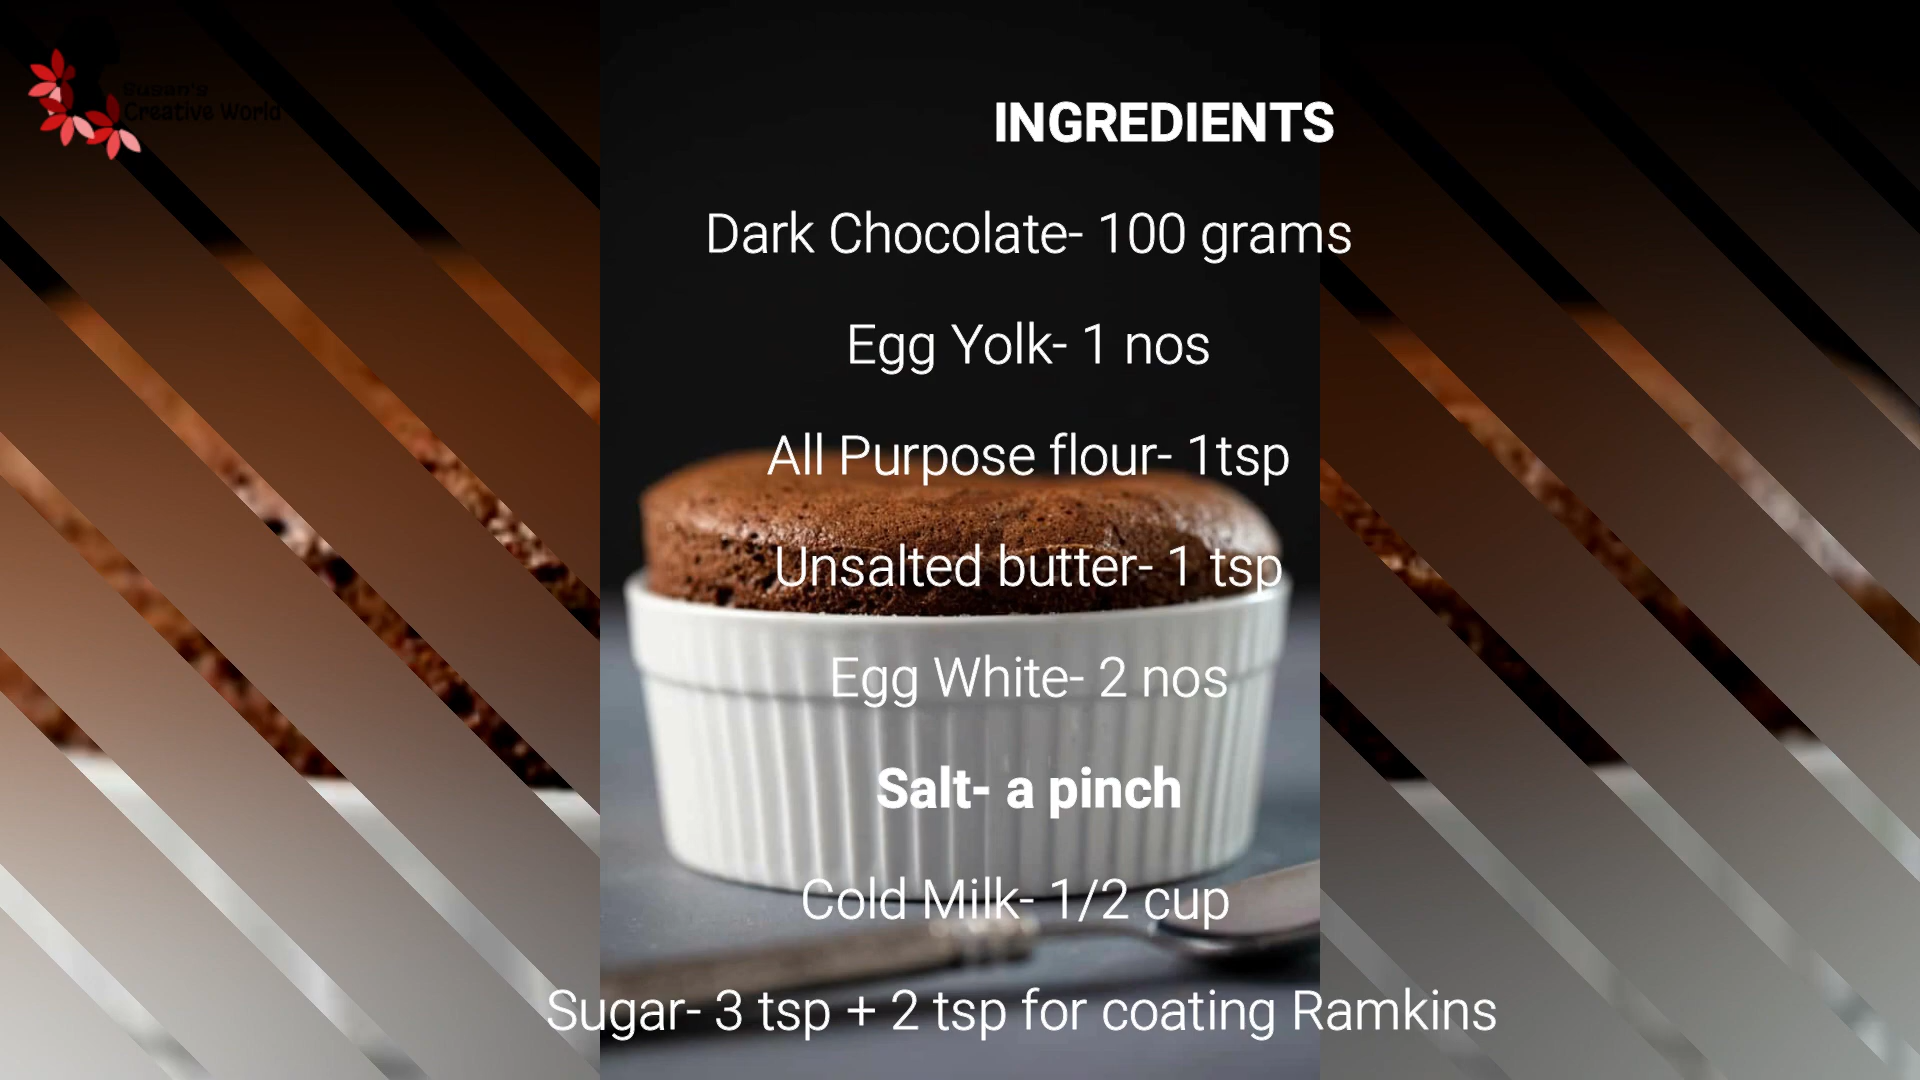 Susan's
Creative World
INGREDIENTS
Dark Chocolate- 100 grams
Egg Yolk- 1 nos
All Purpose flour- 1tsp
Unsalted butter- 1 tsp
Egg White- 2 nos
Salt- a pinch
Cold Milk- 1/2 cup
Sugar- 3 tsp + 2 tsp for coating Ramkins